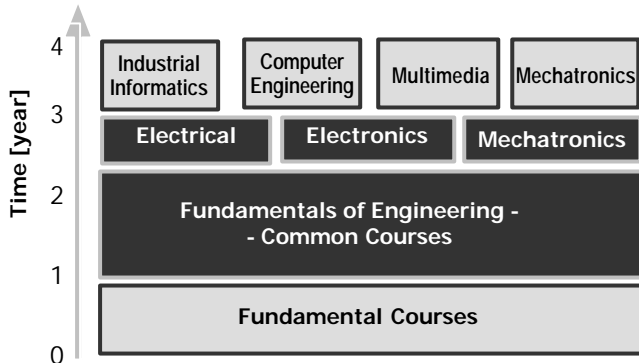 Time [year]
4
3
2
1
0
Industrial
Informatics
Computer
Engineering
Multimedia
Mechatronics
Electrical
Electronics
Mechatronics
Fundamentals of Engineering -
- Common Courses
Fundamental Courses